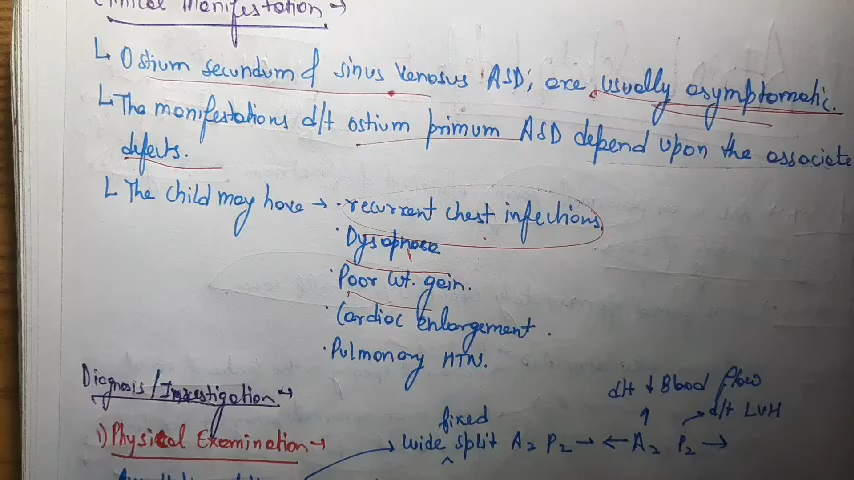 Clinical Manifestation →
↳ Ostium secundum & sinus venosus ASD, are usually asymptomatic.
↳ The manifestations d/t ostium primum ASD depend upon the associate
defects.
↳ The child may have → · recurrent chest infections
· Dyspnoea
· Poor wt. gain.
· Cardiac enlargement.
· Pulmonary HTN.
Diagnosis / Investigation →
d/t ↓ Blood flow
1) Physical Examination →
fixed
wide ^ split A2 P2 → ← A2 P2 →
d/t LVH